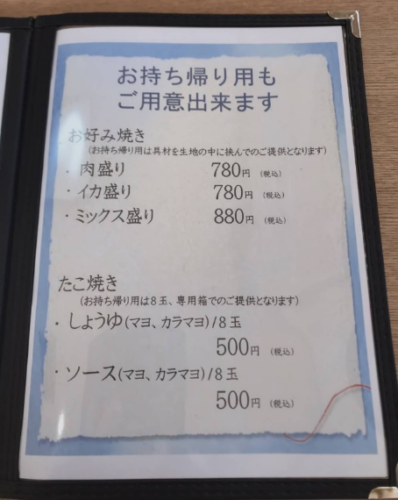 お持ち帰り用も
ご用意出来ます
お好み焼き
(お持ち帰り用は具材を生地の中に挟んでのご提供となります)
・肉盛り 780円 (税込)
・イカ盛り 780円 (税込)
・ミックス盛り 880円 (税込)
たこ焼き
(お持ち帰り用は8玉、専用箱でのご提供となります)
・しょうゆ(マヨ、カラマヨ)/8玉
500円 (税込)
・ソース(マヨ、カラマヨ)/8玉
500円 (税込)